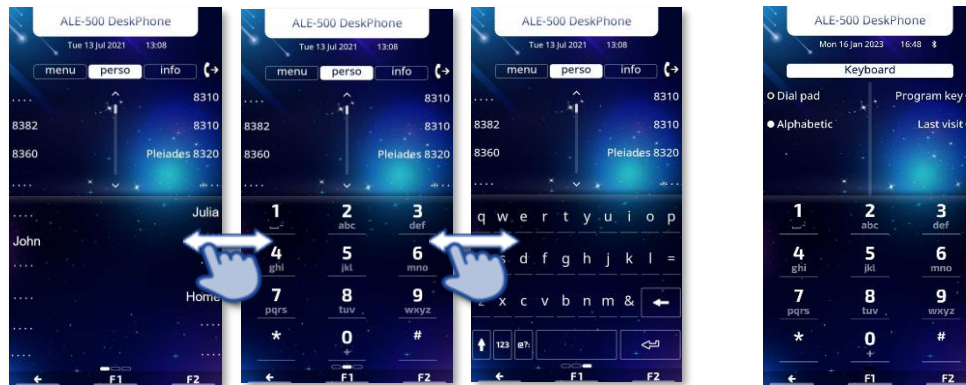 ALE-500 DeskPhone
Tue 13 Jul 2021 13:08
menu perso info
.... 8310
8382 8310
8360 Pleiades 8320
.... ....
.... Julia
John
....
.... Home
.... ....
.... ....
F1 F2
ALE-500 DeskPhone
Tue 13 Jul 2021 13:08
menu perso info
.... 8310
8382 8310
8360 Pleiades 8320
.... ....
1 2 3
abc def
4 5 6
ghi jkl mno
7 8 9
pqrs tuv wxyz
* 0 #
+
F1 F2
ALE-500 DeskPhone
Tue 13 Jul 2021 13:08
menu perso info
.... 8310
8382 8310
8360 Pleiades 8320
.... ....
q w e r t y u i o p
s d f g h j k l =
z x c v b n m &
123 @?:
F1 F2
ALE-500 DeskPhone
Mon 16 Jan 2023 16:48
Keyboard
Dial pad Program key
Alphabetic Last visit
1 2 3
abc def
4 5 6
ghi jkl mno
7 8 9
pqrs tuv wxyz
* 0 #
+
F1 F2